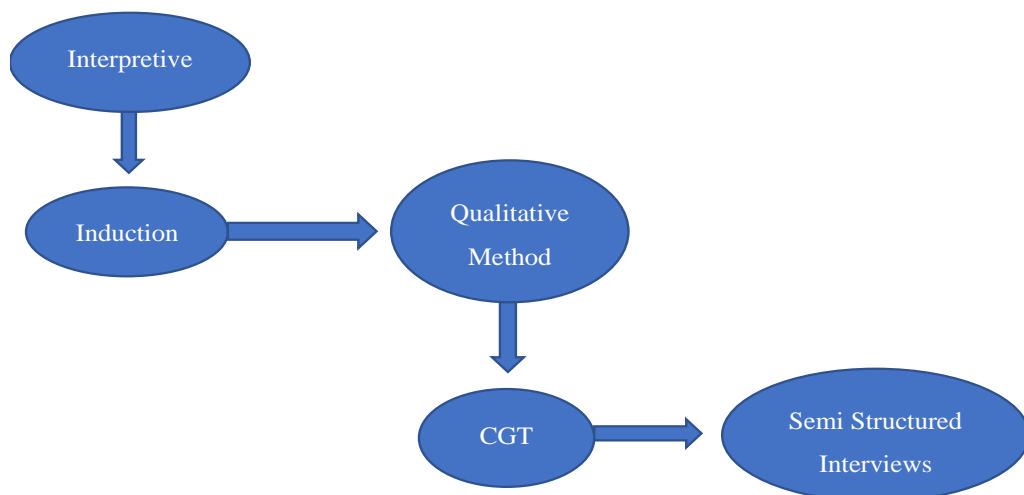 Interpretive
Induction
Qualitative
Method
CGT
Semi Structured
Interviews